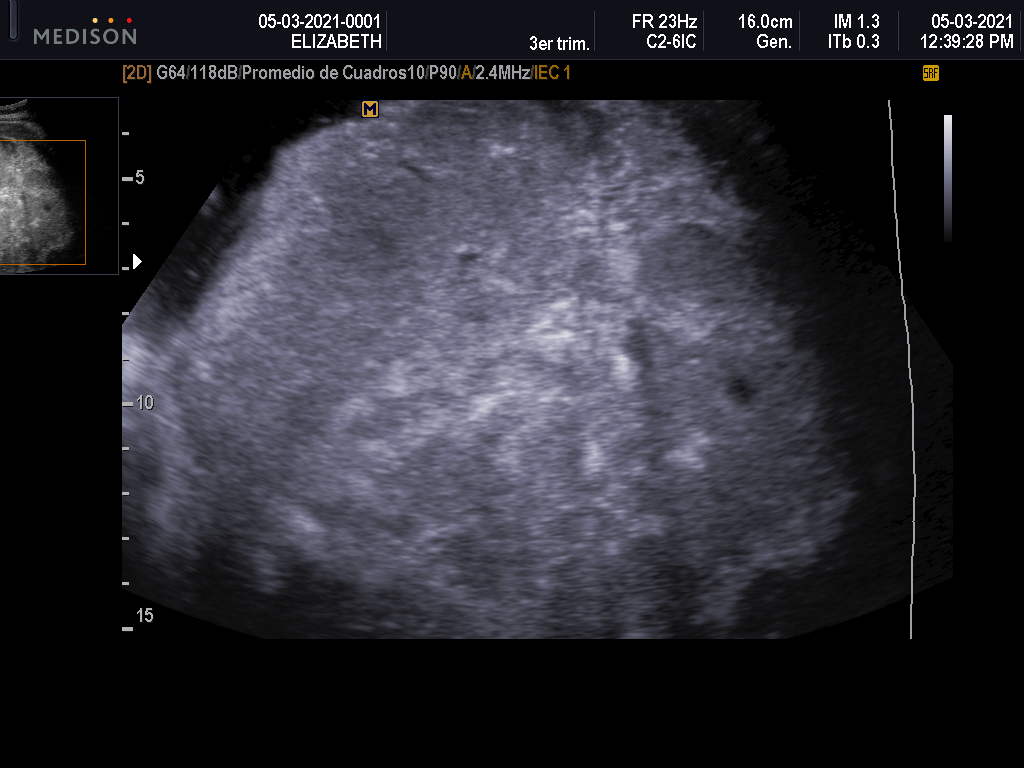 MEDISON
05-03-2021-0001
ELIZABETH
3er trim.
FR 23Hz
C2-6IC
16.0cm
Gen.
IM 1.3
ITb 0.3
05-03-2021
12:39:28 PM
[2D] G64/118dB/Promedio de Cuadros10/P90/A/2.4MHz/IEC 1
SRF
M
5
10
15